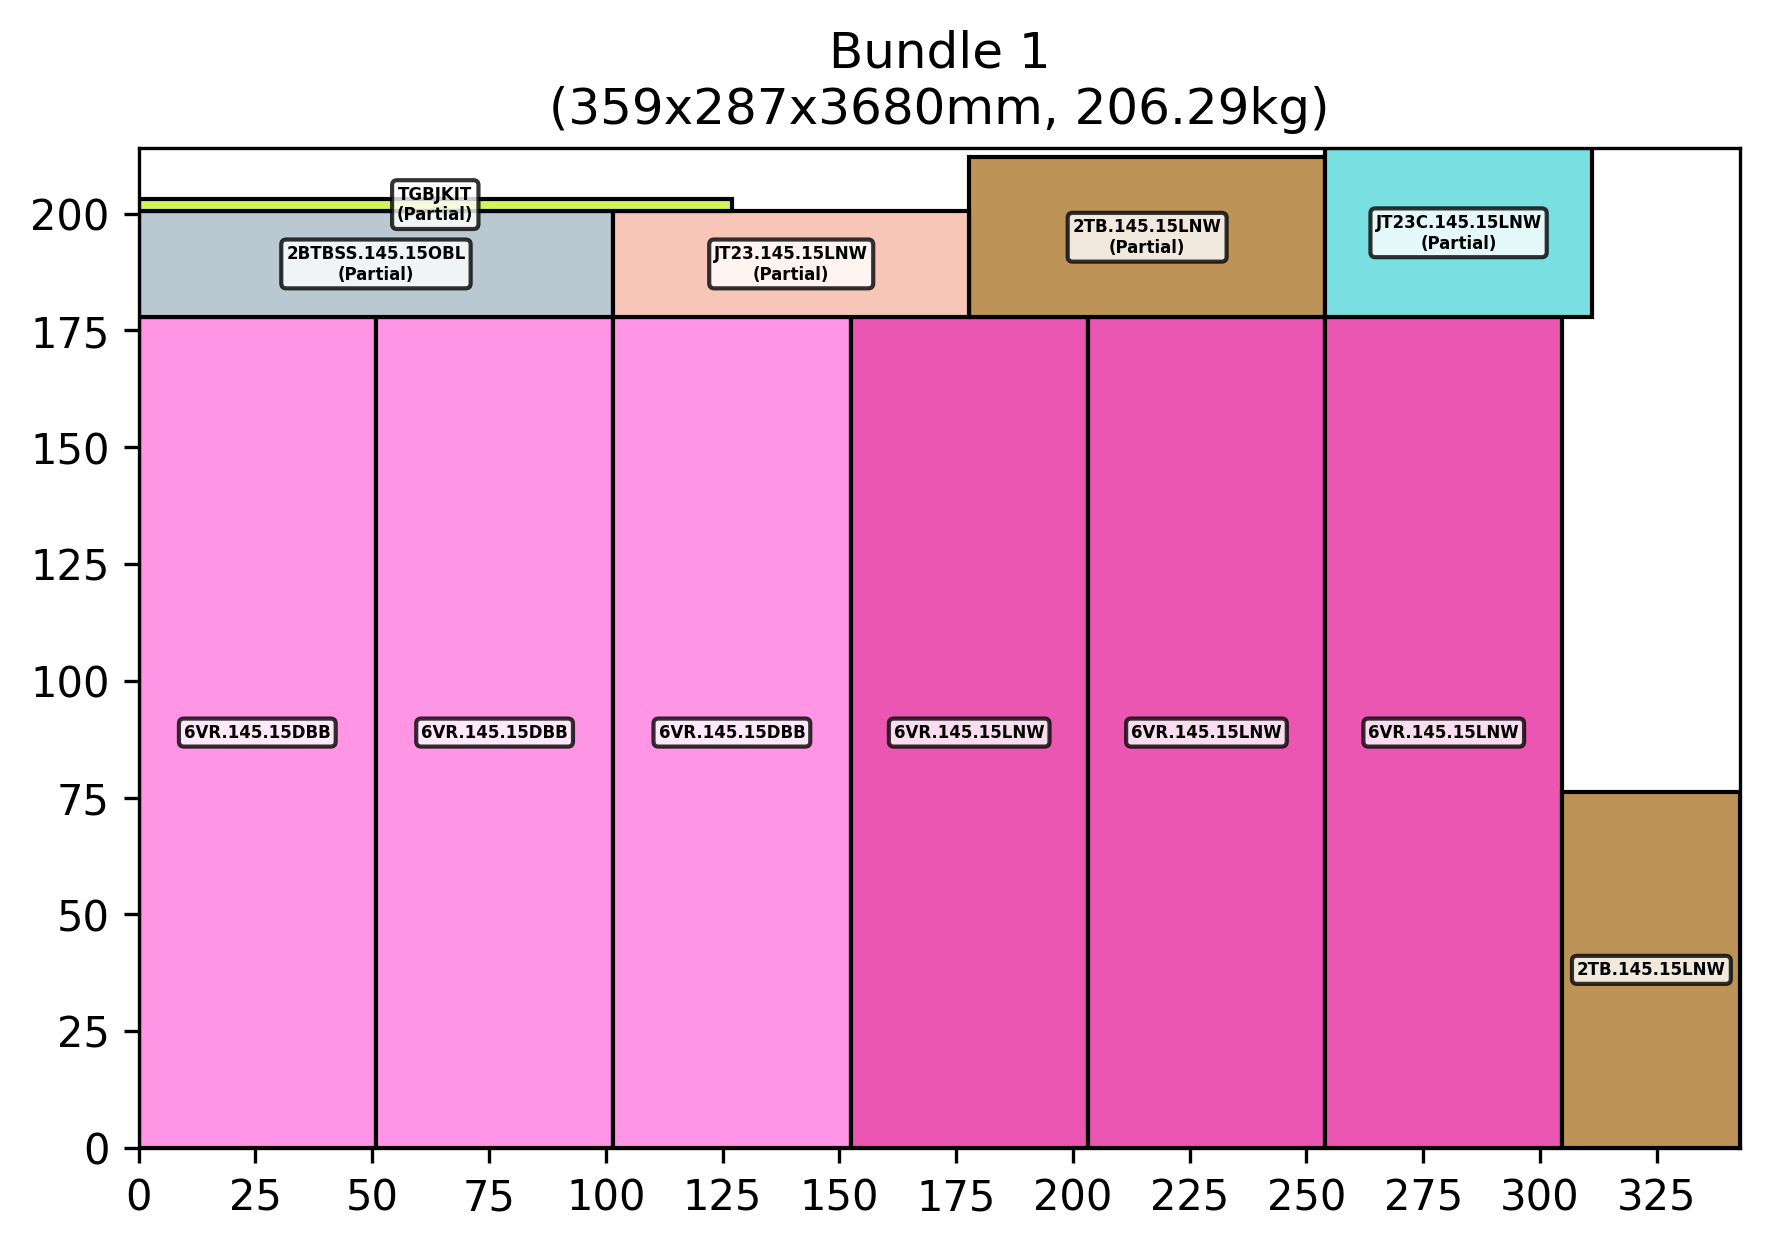 Bundle 1
(359x287x3680mm, 206.29kg)
TGBJKIT
(Partial)
2BTBSS.145.15OBL
(Partial)
JT23.145.15LNW
(Partial)
2TB.145.15LNW
(Partial)
JT23C.145.15LNW
(Partial)
6VR.145.15DBB
6VR.145.15DBB
6VR.145.15DBB
6VR.145.15LNW
6VR.145.15LNW
6VR.145.15LNW
2TB.145.15LNW
200
175
150
125
100
75
50
25
0
0 25 50 75 100 125 150 175 200 225 250 275 300 325